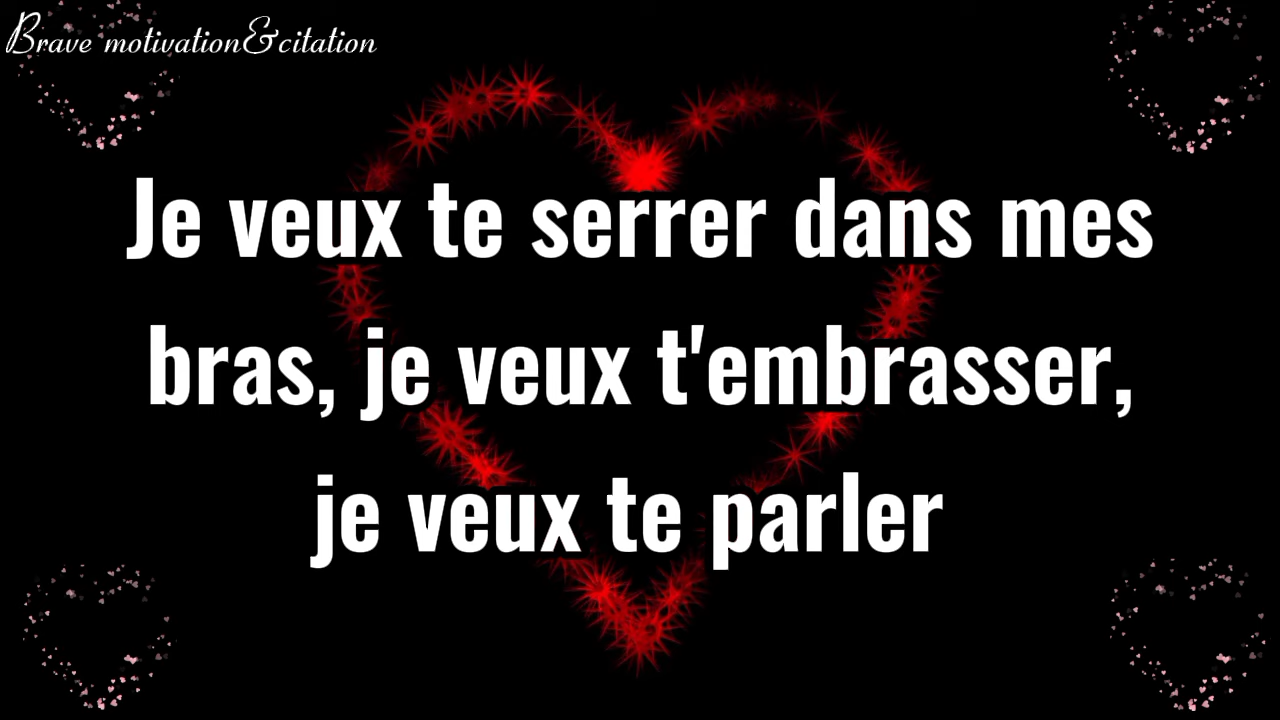 Brave motivation&citation
Je veux te serrer dans mes
bras, je veux t'embrasser,
je veux te parler